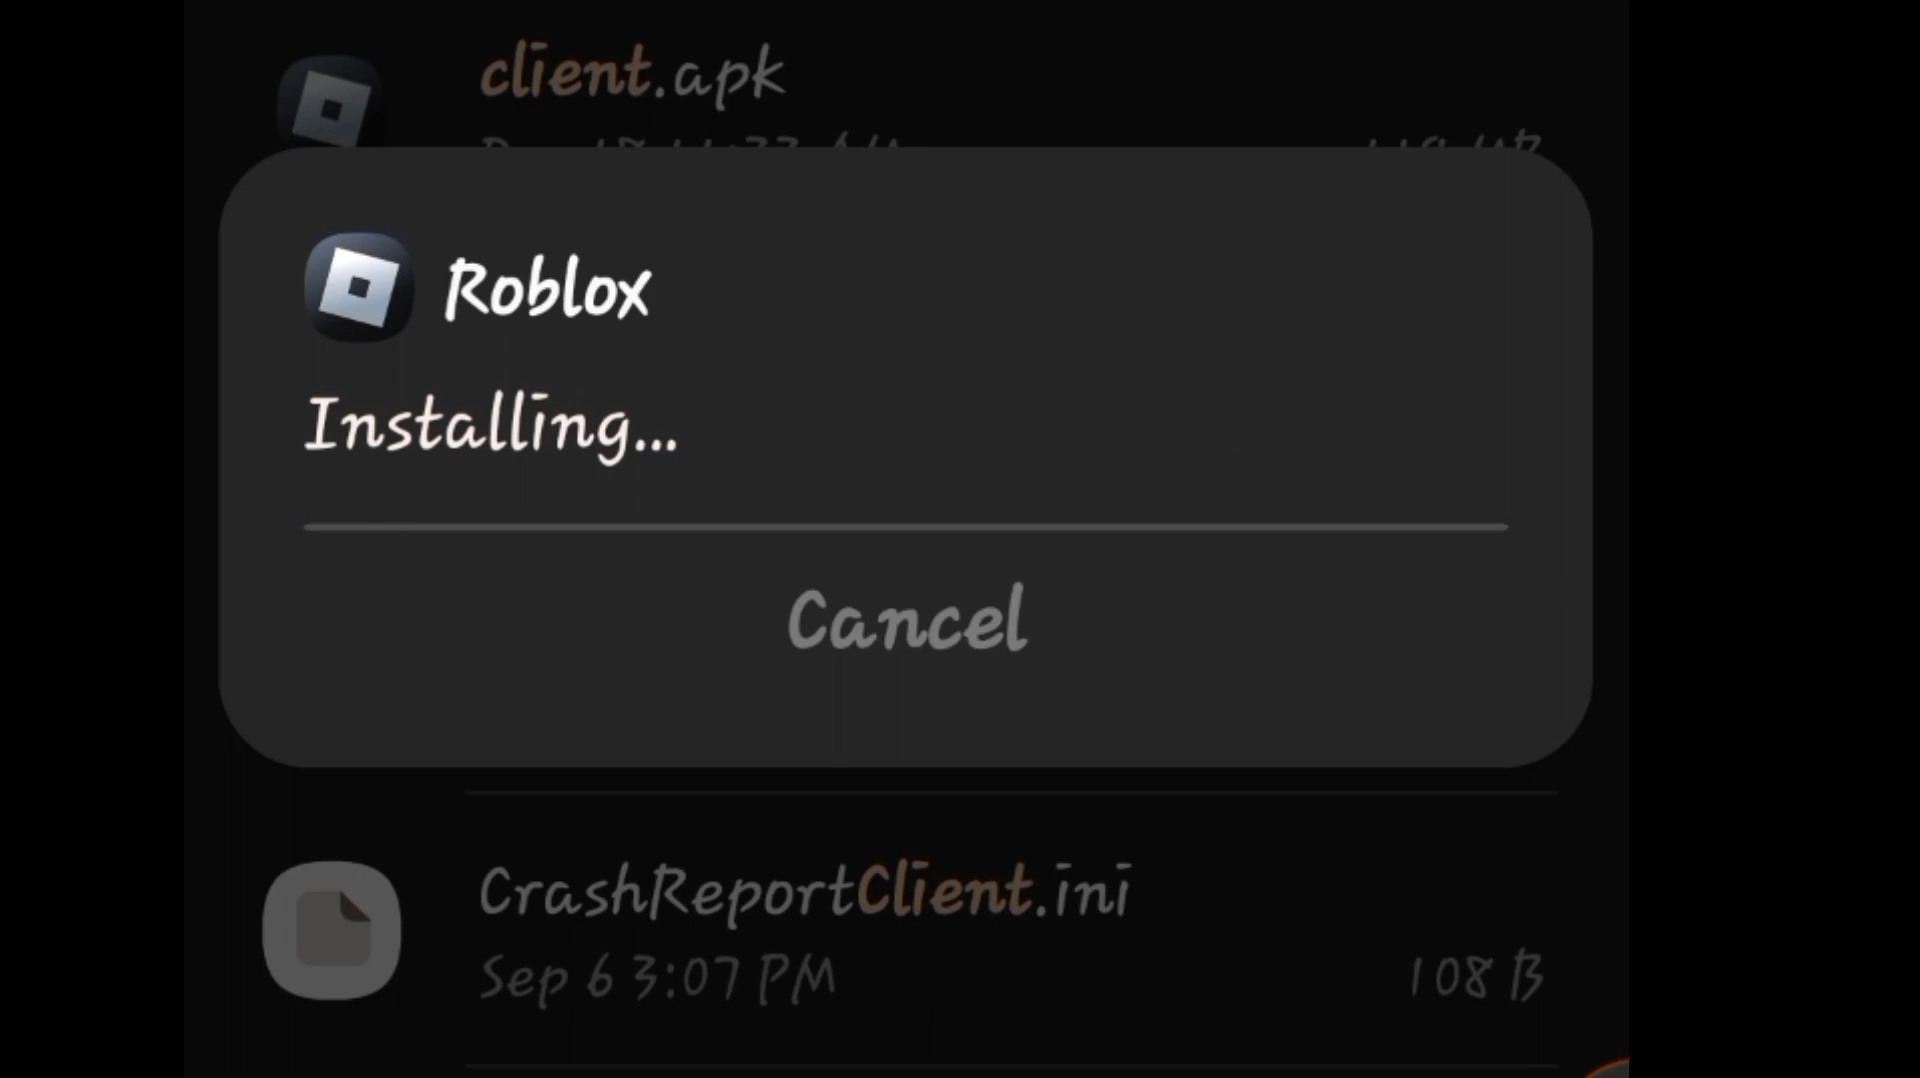 client.apk
Roblox
Installing...
Cancel
CrashReportClient.ini
Sep 6 3:07 PM
108 B